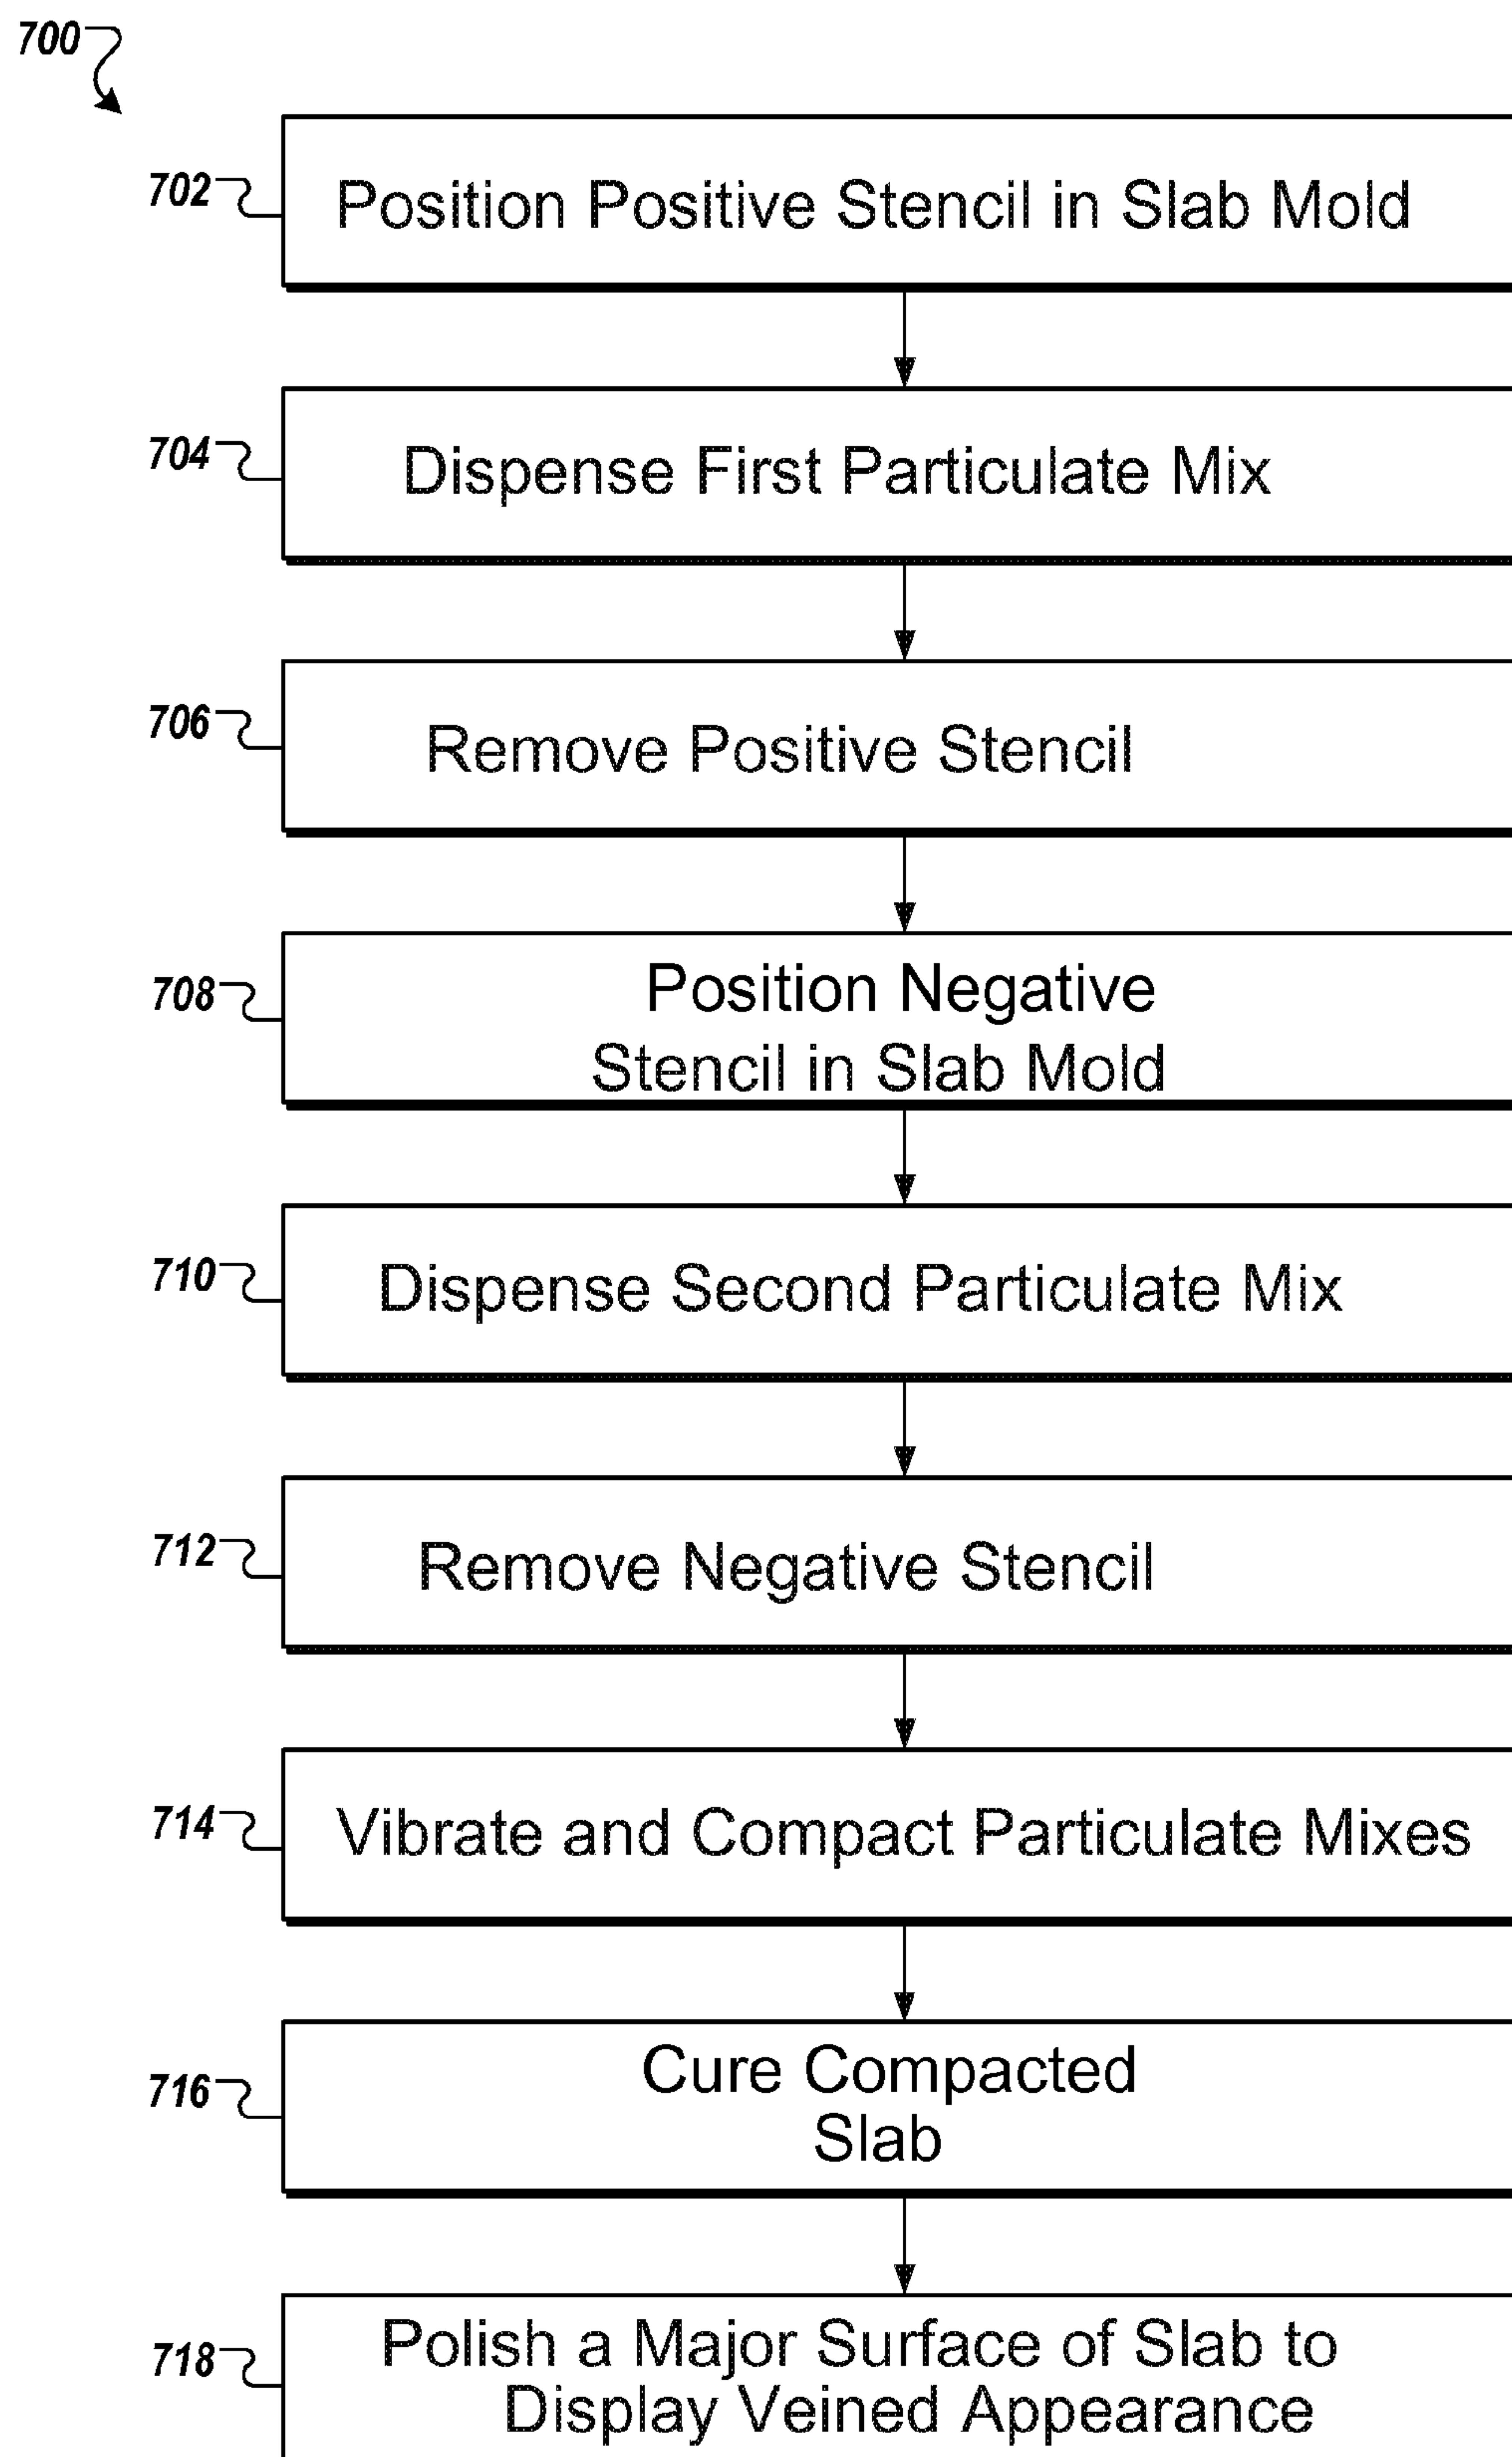 700
702
Position Positive Stencil in Slab Mold
704
Dispense First Particulate Mix
706
Remove Positive Stencil
708
Position Negative
Stencil in Slab Mold
710
Dispense Second Particulate Mix
712
Remove Negative Stencil
714
Vibrate and Compact Particulate Mixes
716
Cure Compacted
Slab
718
Polish a Major Surface of Slab to
Display Veined Appearance